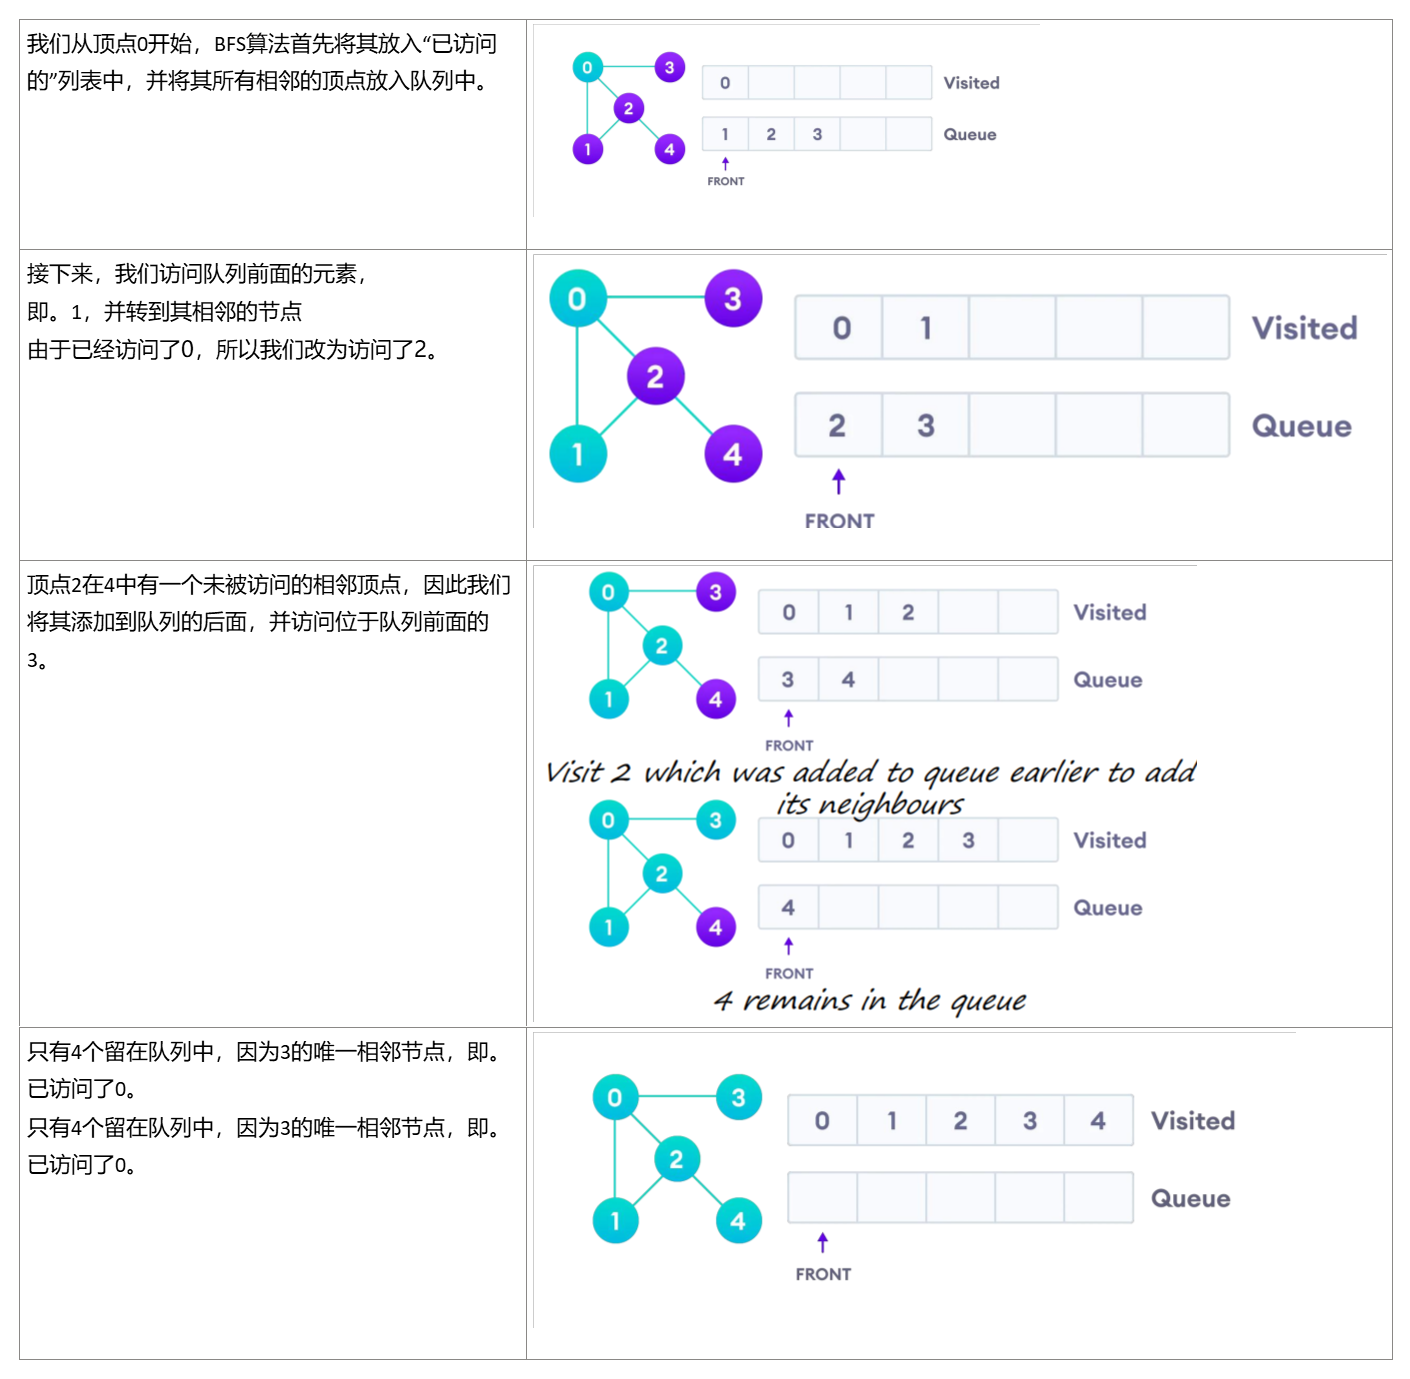 我们从顶点0开始，BFS算法首先将其放入“已访问
的”列表中，并将其所有相邻的顶点放入队列中。
0 3
2
1 4
0 Visited
1 2 3 Queue
FRONT
接下来，我们访问队列前面的元素，
即。1，并转到其相邻的节点
由于已经访问了0，所以我们改为访问了2。
0 3
2
1 4
0 1 Visited
2 3 Queue
FRONT
顶点2在4中有一个未被访问的相邻顶点，因此我们
将其添加到队列的后面，并访问位于队列前面的
3。
0 3
2
1 4
0 1 2 Visited
3 4 Queue
FRONT
Visit 2 which was added to queue earlier to add
its neighbours
0 3
2
1 4
0 1 2 3 Visited
4 Queue
FRONT
4 remains in the queue
只有4个留在队列中，因为3的唯一相邻节点，即。
已访问了0。
只有4个留在队列中，因为3的唯一相邻节点，即。
已访问了0。
0 3
2
1 4
0 1 2 3 4 Visited
Queue
FRONT